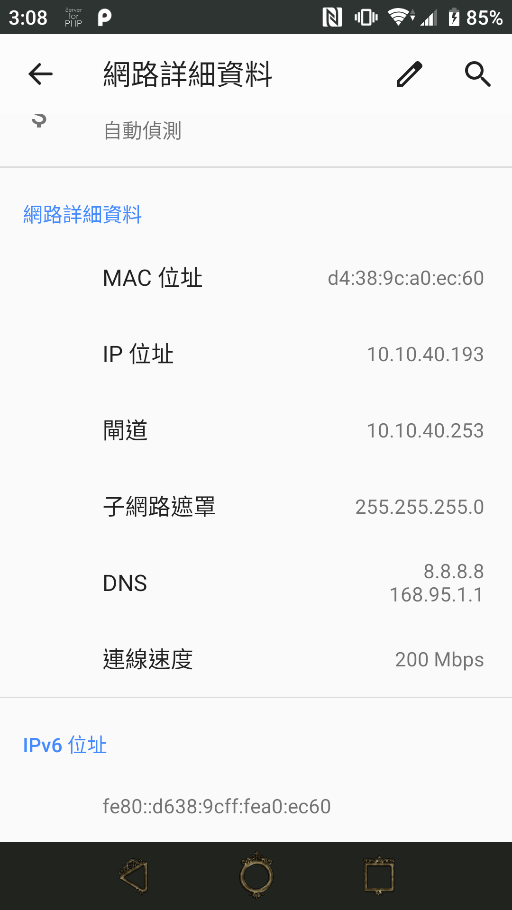 3:08
Server
for
PHP
85%
網路詳細資料
$
自動偵測
網路詳細資料
MAC 位址
d4:38:9c:a0:ec:60
IP 位址
10.10.40.193
閘道
10.10.40.253
子網路遮罩
255.255.255.0
DNS
8.8.8.8
168.95.1.1
連線速度
200 Mbps
IPv6 位址
fe80::d638:9cff:fea0:ec60